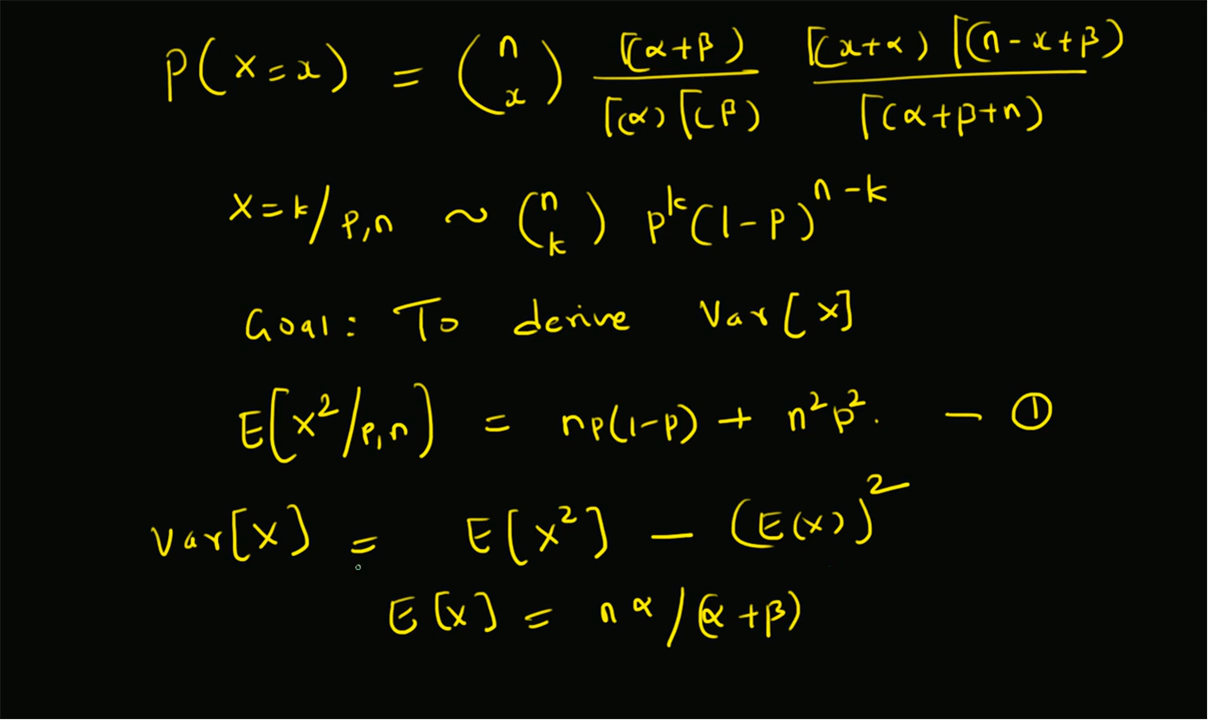 P(X=x) = (n x) Γ(α+β) / Γ(α) Γ(β) Γ(x+α) Γ(n-x+β) / Γ(α+β+n)
X=k/p,n ~ (n k) p^k (1-p)^n-k
Goal: To derive Var[X]
E[X²/p,n] = np(1-p) + n²p². - ①
Var[X] = E[X²] - (E(X))²
E[X] = nα/(α+β)